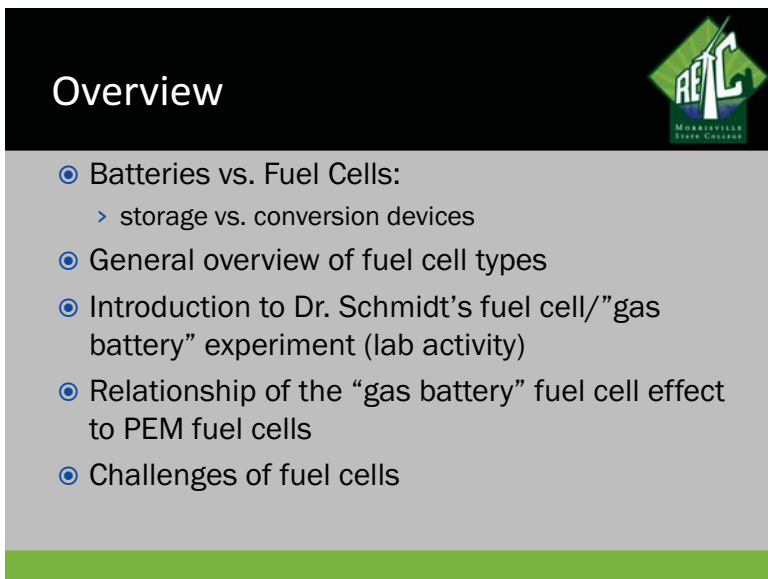 Overview
RETC
MORRISVILLE
STATE COLLEGE
Batteries vs. Fuel Cells:
› storage vs. conversion devices
General overview of fuel cell types
Introduction to Dr. Schmidt’s fuel cell/”gas
battery” experiment (lab activity)
Relationship of the “gas battery” fuel cell effect
to PEM fuel cells
Challenges of fuel cells